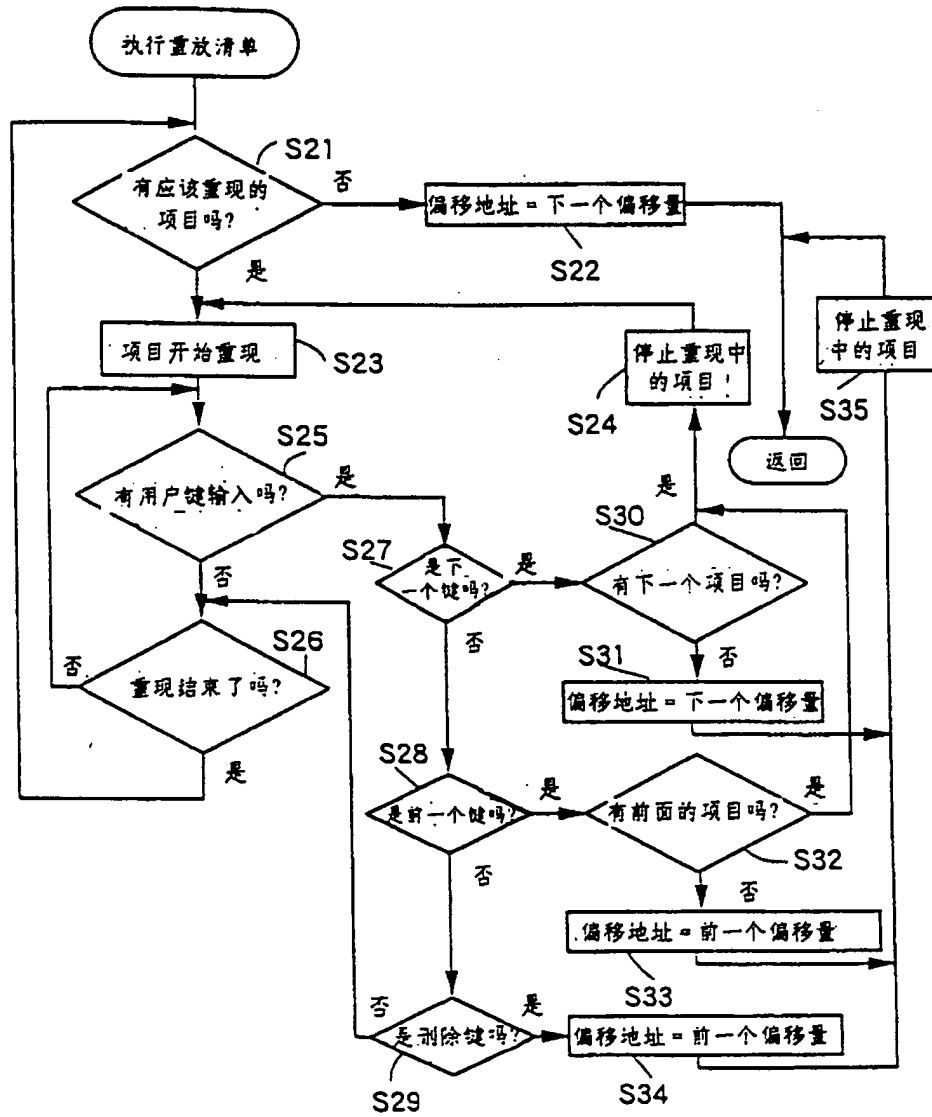 执行重放清单
S21
有应该重现的
项目吗?
否
偏移地址=下一个偏移量
S22
是
项目开始重现
S23
停止重现
中的项目!
S24
停止重现
中的项目
S35
返回
S25
有用户键输入吗?
是
否
S27
是下
一个键吗?
是
否
S30
有下一个项目吗?
是
否
S31
偏移地址=下一个偏移量
S26
重现结束了吗?
否
是
S28
是前一个键吗?
是
否
有前面的项目吗?
是
S32
否
偏移地址=前一个偏移量
S33
否
是删除键吗?
是
S29
偏移地址=前一个偏移量
S34